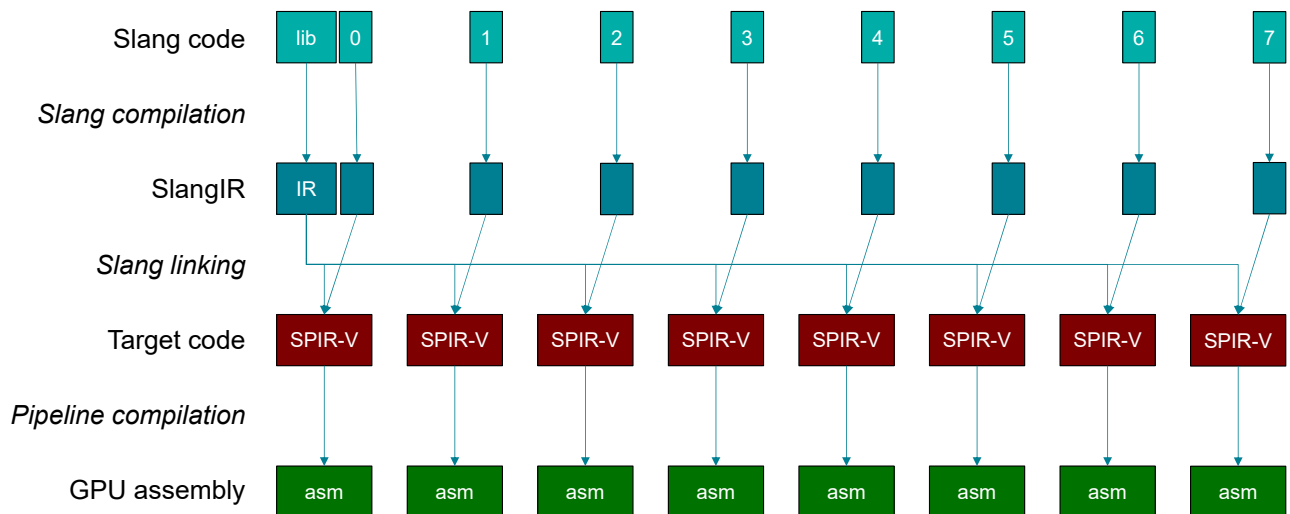 Slang code lib 0 1 2 3 4 5 6 7
Slang compilation
SlangIR IR
Slang linking
Target code SPIR-V SPIR-V SPIR-V SPIR-V SPIR-V SPIR-V SPIR-V SPIR-V
Pipeline compilation
GPU assembly asm asm asm asm asm asm asm asm